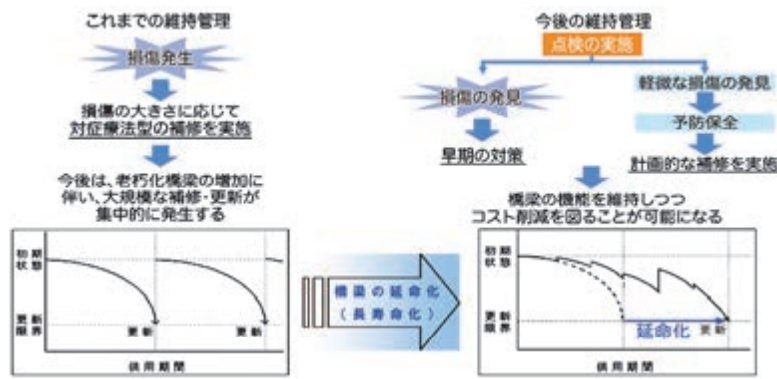 これまでの維持管理
損傷発生
損傷の大きさに応じて
対症療法型の補修を実施
今後は、老朽化橋梁の増加に
伴い、大規模な補修・更新が
集中的に発生する
初期
状態
更新
限界
更新
更新
供用期間
橋梁の延命化
(長寿命化)
今後の維持管理
点検の実施
損傷の発見
早期の対策
軽微な損傷の発見
予防保全
計画的な補修を実施
橋梁の機能を維持しつつ
コスト削減を図ることが可能になる
初期
状態
更新
限界
延命化
更新
供用期間